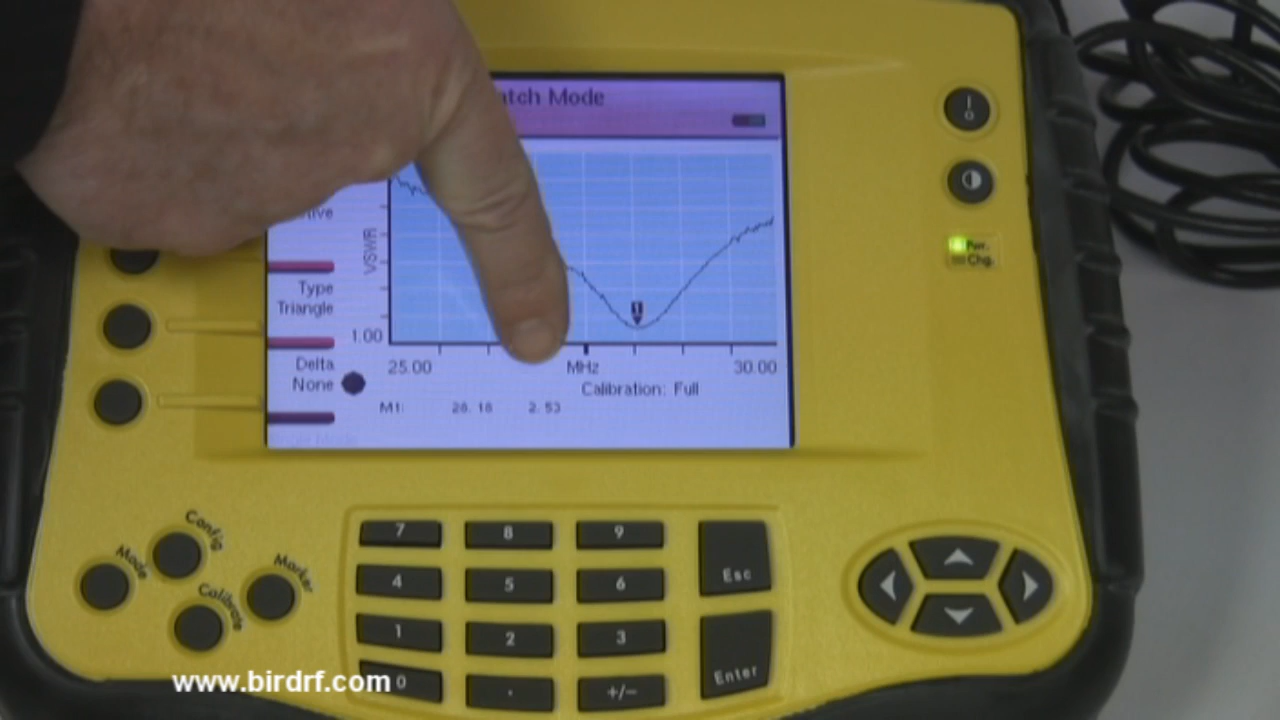 atch Mode
Type
Triangle
Delta
None
VSWR
1.00
25.00 MHz 30.00
Calibration: Full
M1: 28.18 2.53
Pwr.
Chg.
Config
Mode
Marker
Calibrate
7 8 9
Esc
4 5 6
1 2 3
Enter
0 . +/-
www.birdrf.com